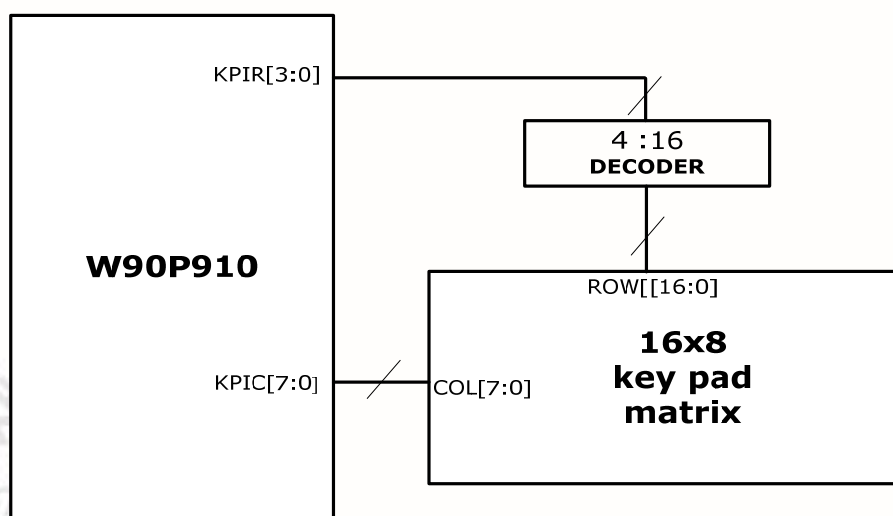 KPIR[3:0]
4 :16
DECODER
W90P910
ROW[[16:0]
16x8
key pad
matrix
KPIC[7:0]
COL[7:0]